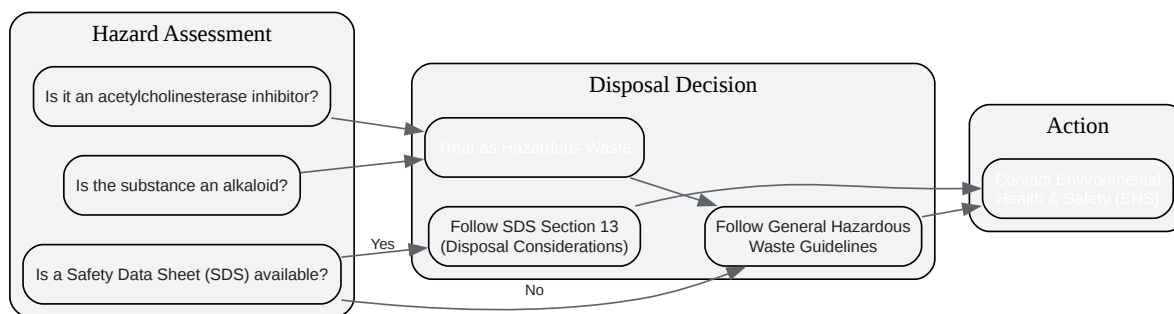 Hazard Assessment
Is it an acetylcholinesterase inhibitor?
Is the substance an alkaloid?
Is a Safety Data Sheet (SDS) available?
Yes
No
Disposal Decision
Treat as Hazardous Waste
Follow SDS Section 13
(Disposal Considerations)
Follow General Hazardous
Waste Guidelines
Action
Contact Environmental
Health & Safety (EHS)